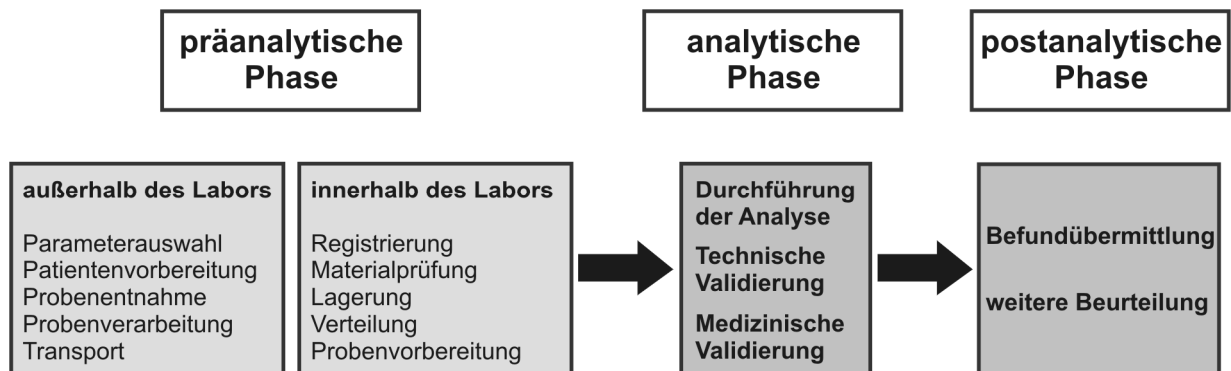 präanalytische
Phase
analytische
Phase
postanalytische
Phase
außerhalb des Labors
Parameterauswahl
Patientenvorbereitung
Probenentnahme
Probenverarbeitung
Transport
innerhalb des Labors
Registrierung
Materialprüfung
Lagerung
Verteilung
Probenvorbereitung
Durchführung
der Analyse
Technische
Validierung
Medizinische
Validierung
Befundübermittlung
weitere Beurteilung